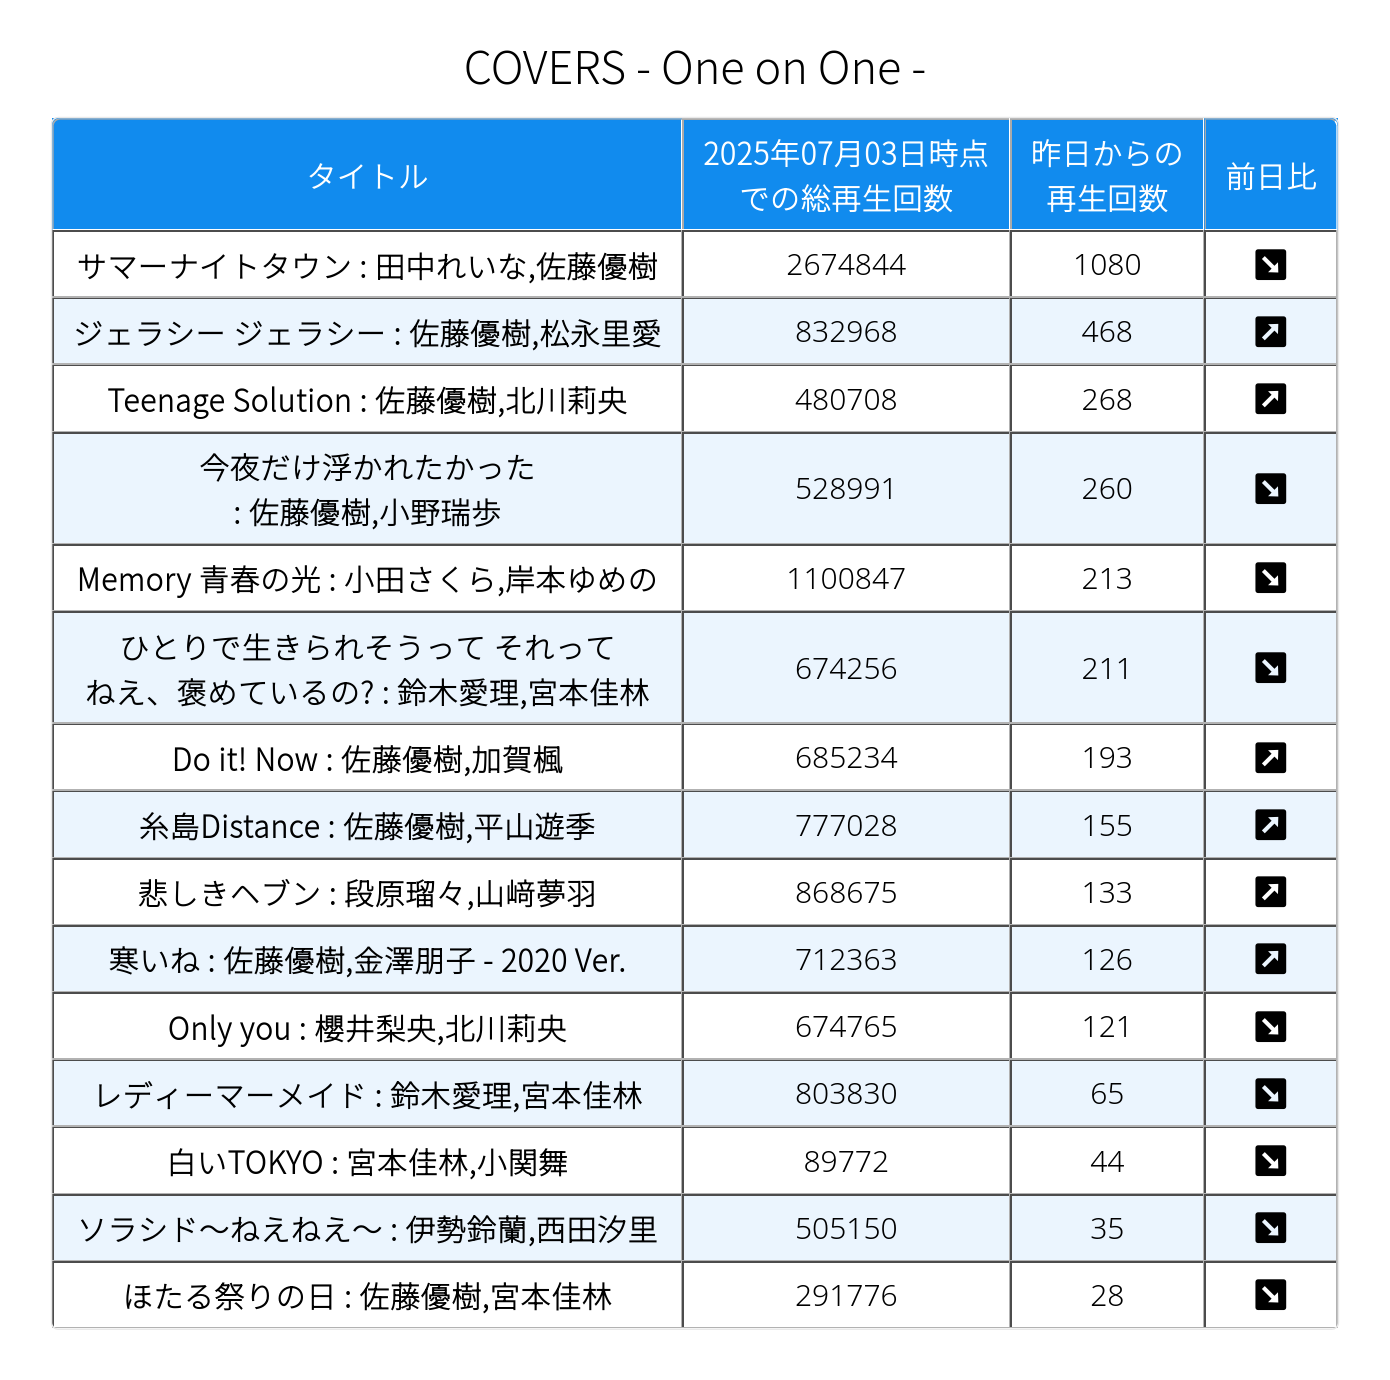 COVERS - One on One -
タイトル
2025年07月03日時点
での総再生回数
昨日からの
再生回数
前日比
サマーナイトタウン : 田中れいな,佐藤優樹
2674844
1080
ジェラシー ジェラシー : 佐藤優樹,松永里愛
832968
468
Teenage Solution : 佐藤優樹,北川莉央
480708
268
今夜だけ浮かれたかった
: 佐藤優樹,小野瑞歩
528991
260
Memory 青春の光 : 小田さくら,岸本ゆめの
1100847
213
ひとりで生きられそうって それって
ねえ、褒めているの? : 鈴木愛理,宮本佳林
674256
211
Do it! Now : 佐藤優樹,加賀楓
685234
193
糸島Distance : 佐藤優樹,平山遊季
777028
155
悲しきヘブン : 段原瑠々,山﨑夢羽
868675
133
寒いね : 佐藤優樹,金澤朋子 - 2020 Ver.
712363
126
Only you : 櫻井梨央,北川莉央
674765
121
レディーマーメイド : 鈴木愛理,宮本佳林
803830
65
白いTOKYO : 宮本佳林,小関舞
89772
44
ソラシド～ねえねえ～ : 伊勢鈴蘭,西田汐里
505150
35
ほたる祭りの日 : 佐藤優樹,宮本佳林
291776
28